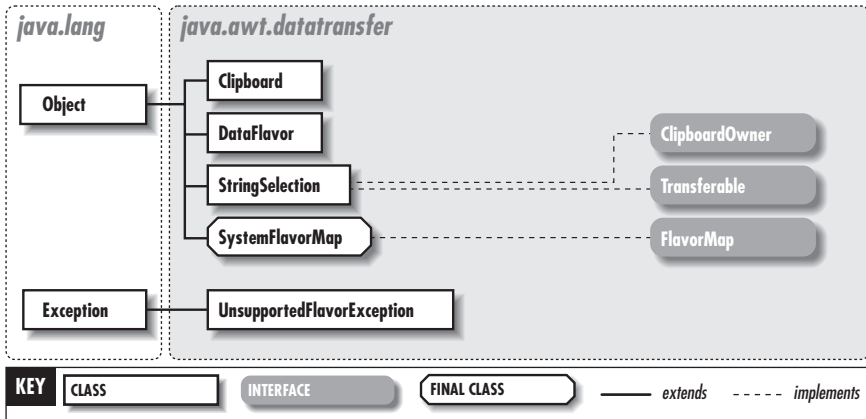 java.lang
java.awt.datatransfer
Object
Clipboard
DataFlavor
StringSelection
SystemFlavorMap
ClipboardOwner
Transferable
FlavorMap
Exception
UnsupportedFlavorException
KEY
CLASS
INTERFACE
FINAL CLASS
extends
implements